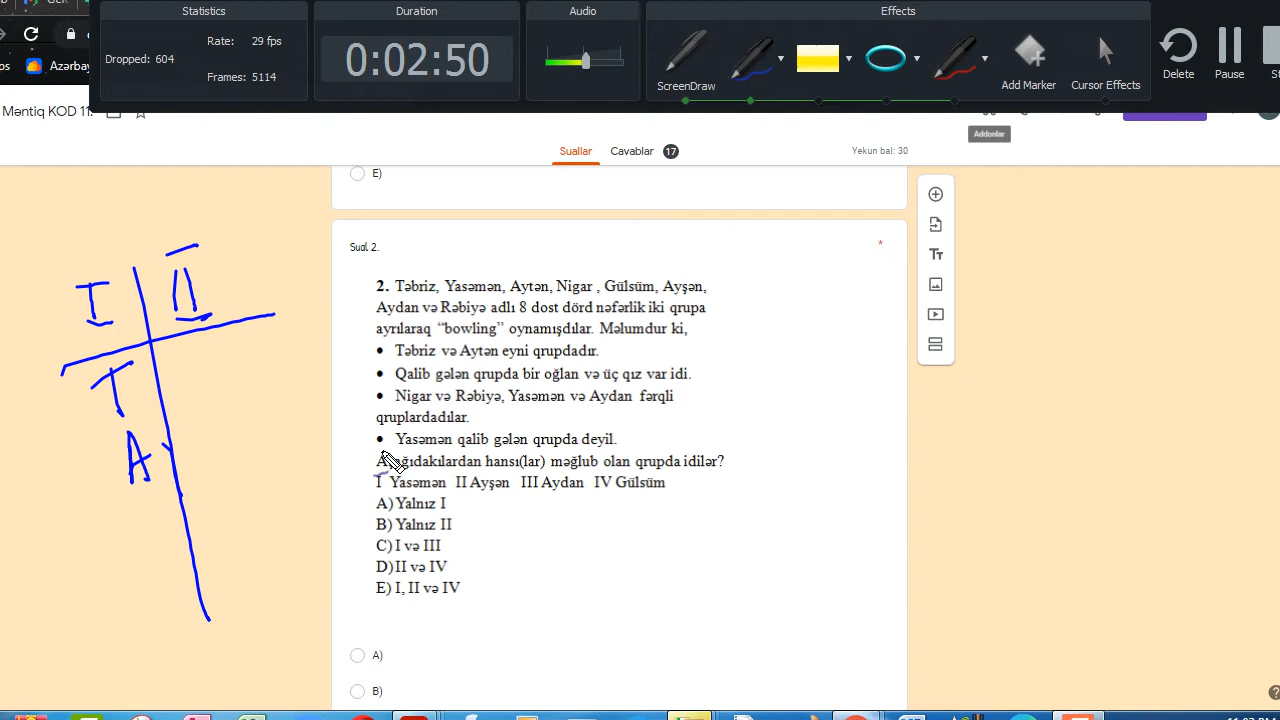 Statistics
Duration
Audio
Effects
Dropped: 604
Rate: 29 fps
Frames: 5114
0:02:50
ScreenDraw
Add Marker
Cursor Effects
Delete
Pause
Azərbay
Məntiq KOD 11
Addonlar
Suallar
Cavablar 17
Yekun bal: 30
E)
Sual 2.
*
2. Təbriz, Yasəmən, Aytən, Nigar , Gülsüm, Ayşən,
Aydan və Rəbiyə adlı 8 dost dörd nəfərlik iki qrupa
ayrılaraq “bowling” oynamışdılar. Məlumdur ki,
• Təbriz və Aytən eyni qrupdadır.
• Qalib gələn qrupda bir oğlan və üç qız var idi.
• Nigar və Rəbiyə, Yasəmən və Aydan fərqli
qruplardadılar.
• Yasəmən qalib gələn qrupda deyil.
Aşağıdakılardan hansı(lar) məğlub olan qrupda idilər?
I Yasəmən II Ayşən III Aydan IV Gülsüm
A) Yalnız I
B) Yalnız II
C) I və III
D) II və IV
E) I, II və IV
A)
B)
I II
T
A
Tт